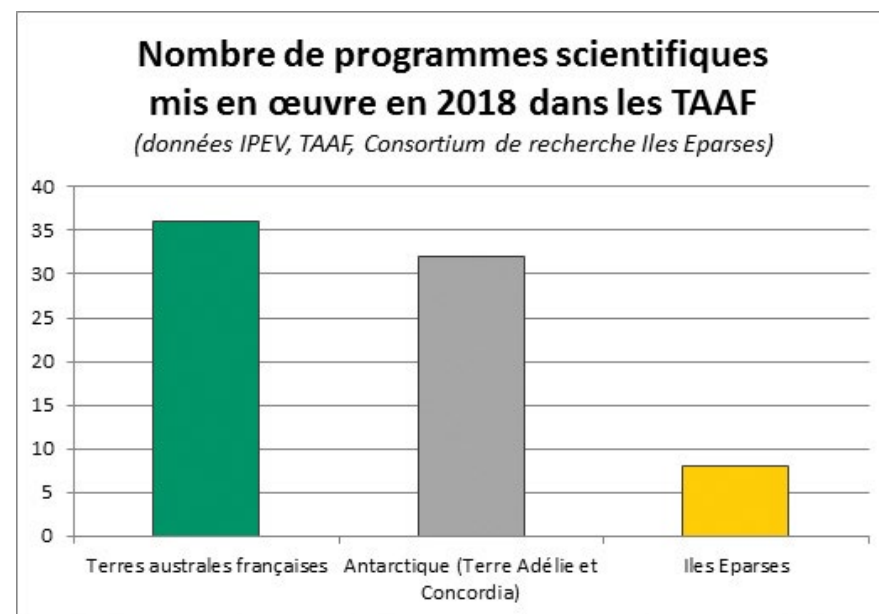 Nombre de programmes scientifiques
mis en œuvre en 2018 dans les TAAF
(données IPEV, TAAF, Consortium de recherche Iles Eparses)
40
35
30
25
20
15
10
5
0
Terres australes françaises
Antarctique (Terre Adélie et
Concordia)
Iles Eparses